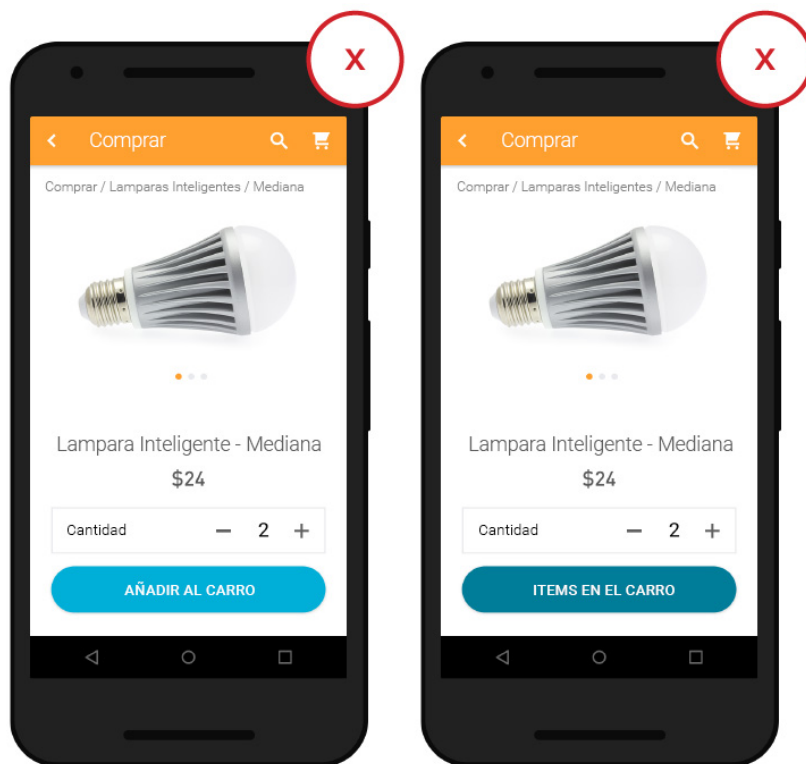 X
Comprar
Comprar / Lamparas Inteligentes / Mediana
Lampara Inteligente - Mediana
$24
Cantidad − 2 +
AÑADIR AL CARRO
X
Comprar
Comprar / Lamparas Inteligentes / Mediana
Lampara Inteligente - Mediana
$24
Cantidad − 2 +
ITEMS EN EL CARRO